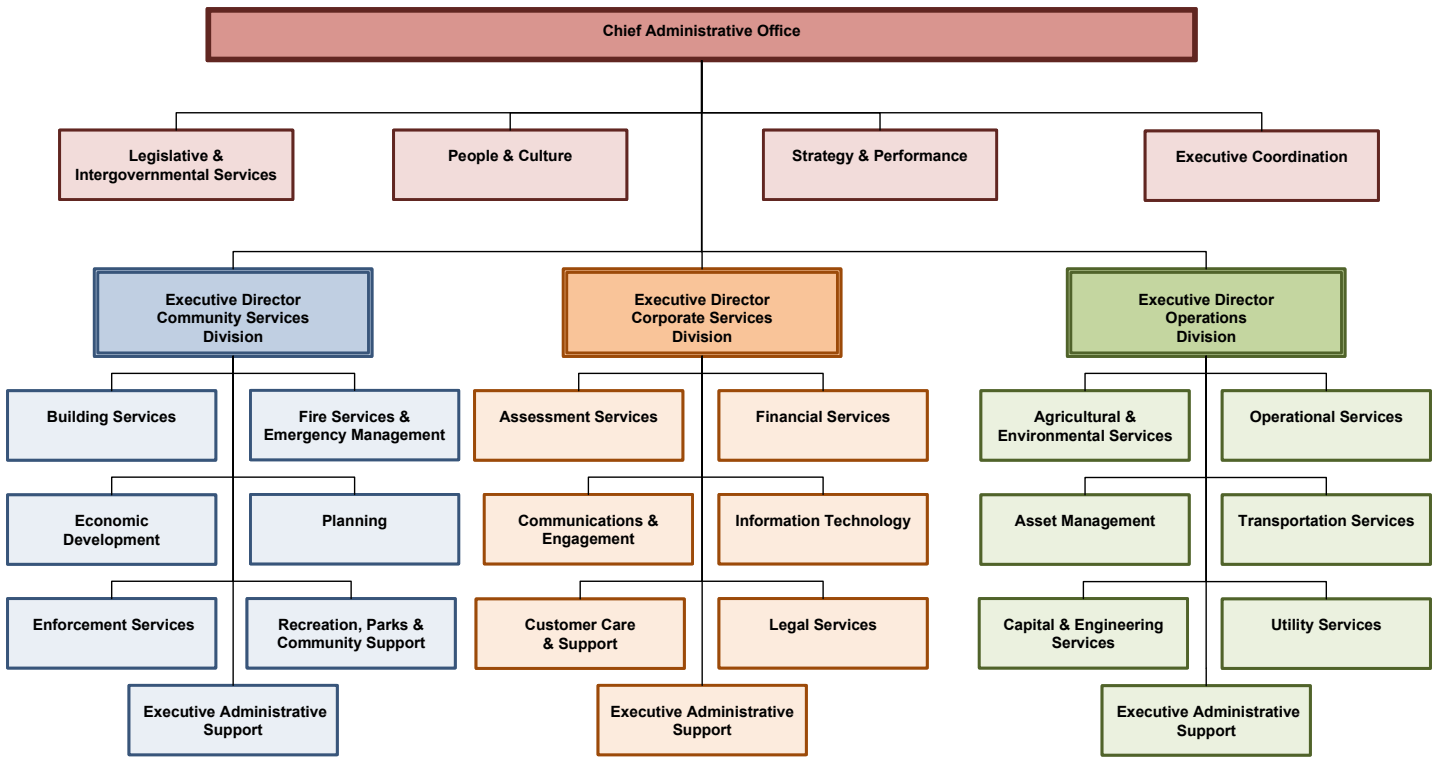 Chief Administrative Office
Legislative &
Intergovernmental Services
People & Culture
Strategy & Performance
Executive Coordination
Executive Director
Community Services
Division
Executive Director
Corporate Services
Division
Executive Director
Operations
Division
Building Services
Fire Services &
Emergency Management
Assessment Services
Financial Services
Agricultural &
Environmental Services
Operational Services
Economic
Development
Planning
Communications &
Engagement
Information Technology
Asset Management
Transportation Services
Enforcement Services
Recreation, Parks &
Community Support
Customer Care
& Support
Legal Services
Capital & Engineering
Services
Utility Services
Executive Administrative
Support
Executive Administrative
Support
Executive Administrative
Support